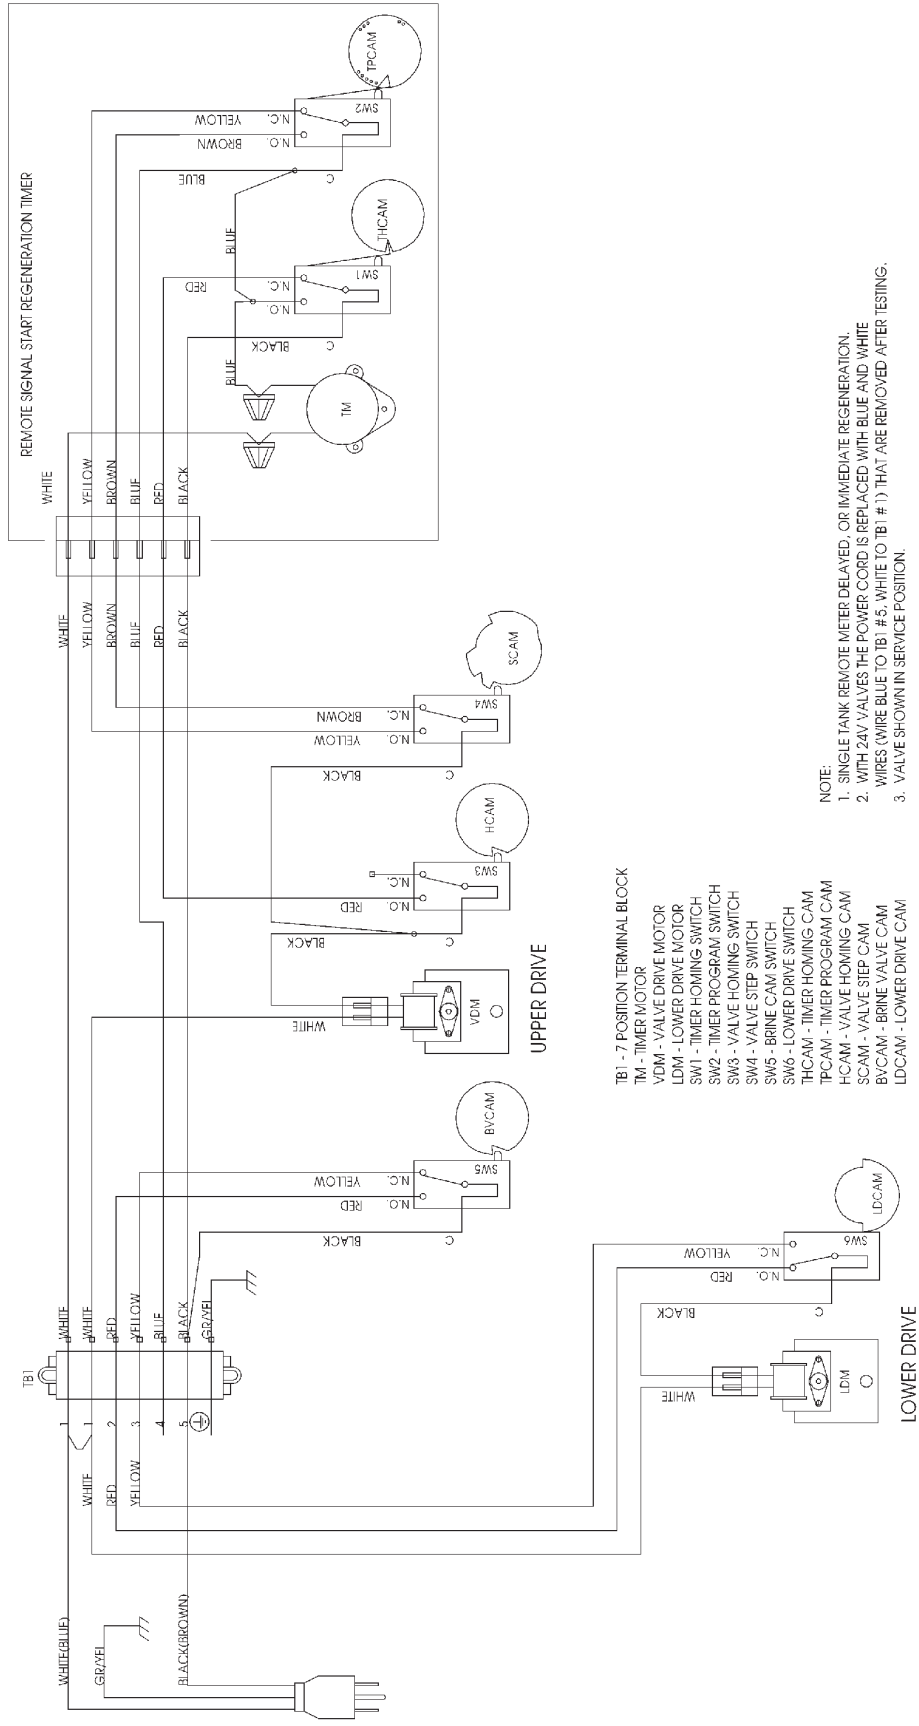 REMOTE SIGNAL START REGENERATION TIMER
WHITE
YELLOW
BROWN
BLUE
RED
BLACK
BLUE
BLUE
TM
BLACK
C
RED
N.C.
N.O.
SW1
THCAM
BLUE
C
YELLOW
N.C.
BROWN
N.O.
SW2
TPCAM
WHITE
YELLOW
BROWN
BLUE
RED
BLACK
BROWN
N.C.
YELLOW
N.O.
BLACK
C
SW4
SCAM
N.C.
RED
N.O.
BLACK
C
SW3
HCAM
WHITE
VDM
UPPER DRIVE
YELLOW
N.C.
RED
N.O.
BLACK
C
SW5
BVCAM
TB1
WHITE
WHITE
RED
YELLOW
BLUE
BLACK
GR/YEL
1
1
2
3
4
5
WHITE
RED
YELLOW
WHITE(BLUE)
GR/YEL
BLACK(BROWN)
YELLOW
N.C.
RED
N.O.
BLACK
C
SW6
LDCAM
WHITE
LDM
LOWER DRIVE
TB1 - 7 POSITION TERMINAL BLOCK
TM - TIMER MOTOR
VDM - VALVE DRIVE MOTOR
LDM - LOWER DRIVE MOTOR
SW1 - TIMER HOMING SWITCH
SW2 - TIMER PROGRAM SWITCH
SW3 - VALVE HOMING SWITCH
SW4 - VALVE STEP SWITCH
SW5 - BRINE CAM SWITCH
SW6 - LOWER DRIVE SWITCH
THCAM - TIMER HOMING CAM
TPCAM - TIMER PROGRAM CAM
HCAM - VALVE HOMING CAM
SCAM - VALVE STEP CAM
BVCAM - BRINE VALVE CAM
LDCAM - LOWER DRIVE CAM
NOTE:
1. SINGLE TANK REMOTE METER DELAYED, OR IMMEDIATE REGENERATION.
2. WITH 24V VALVES THE POWER CORD IS REPLACED WITH BLUE AND WHITE
WIRES (WIRE BLUE TO TB1 #5, WHITE TO TB1 #1) THAT ARE REMOVED AFTER TESTING.
3. VALVE SHOWN IN SERVICE POSITION.